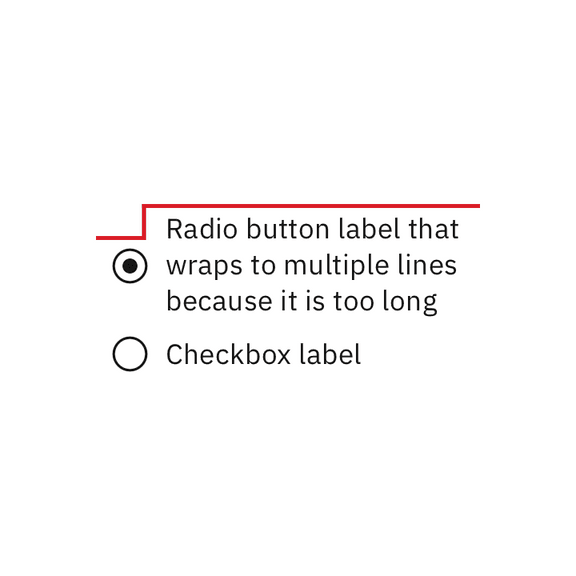 Radio button label that
wraps to multiple lines
because it is too long
Checkbox label